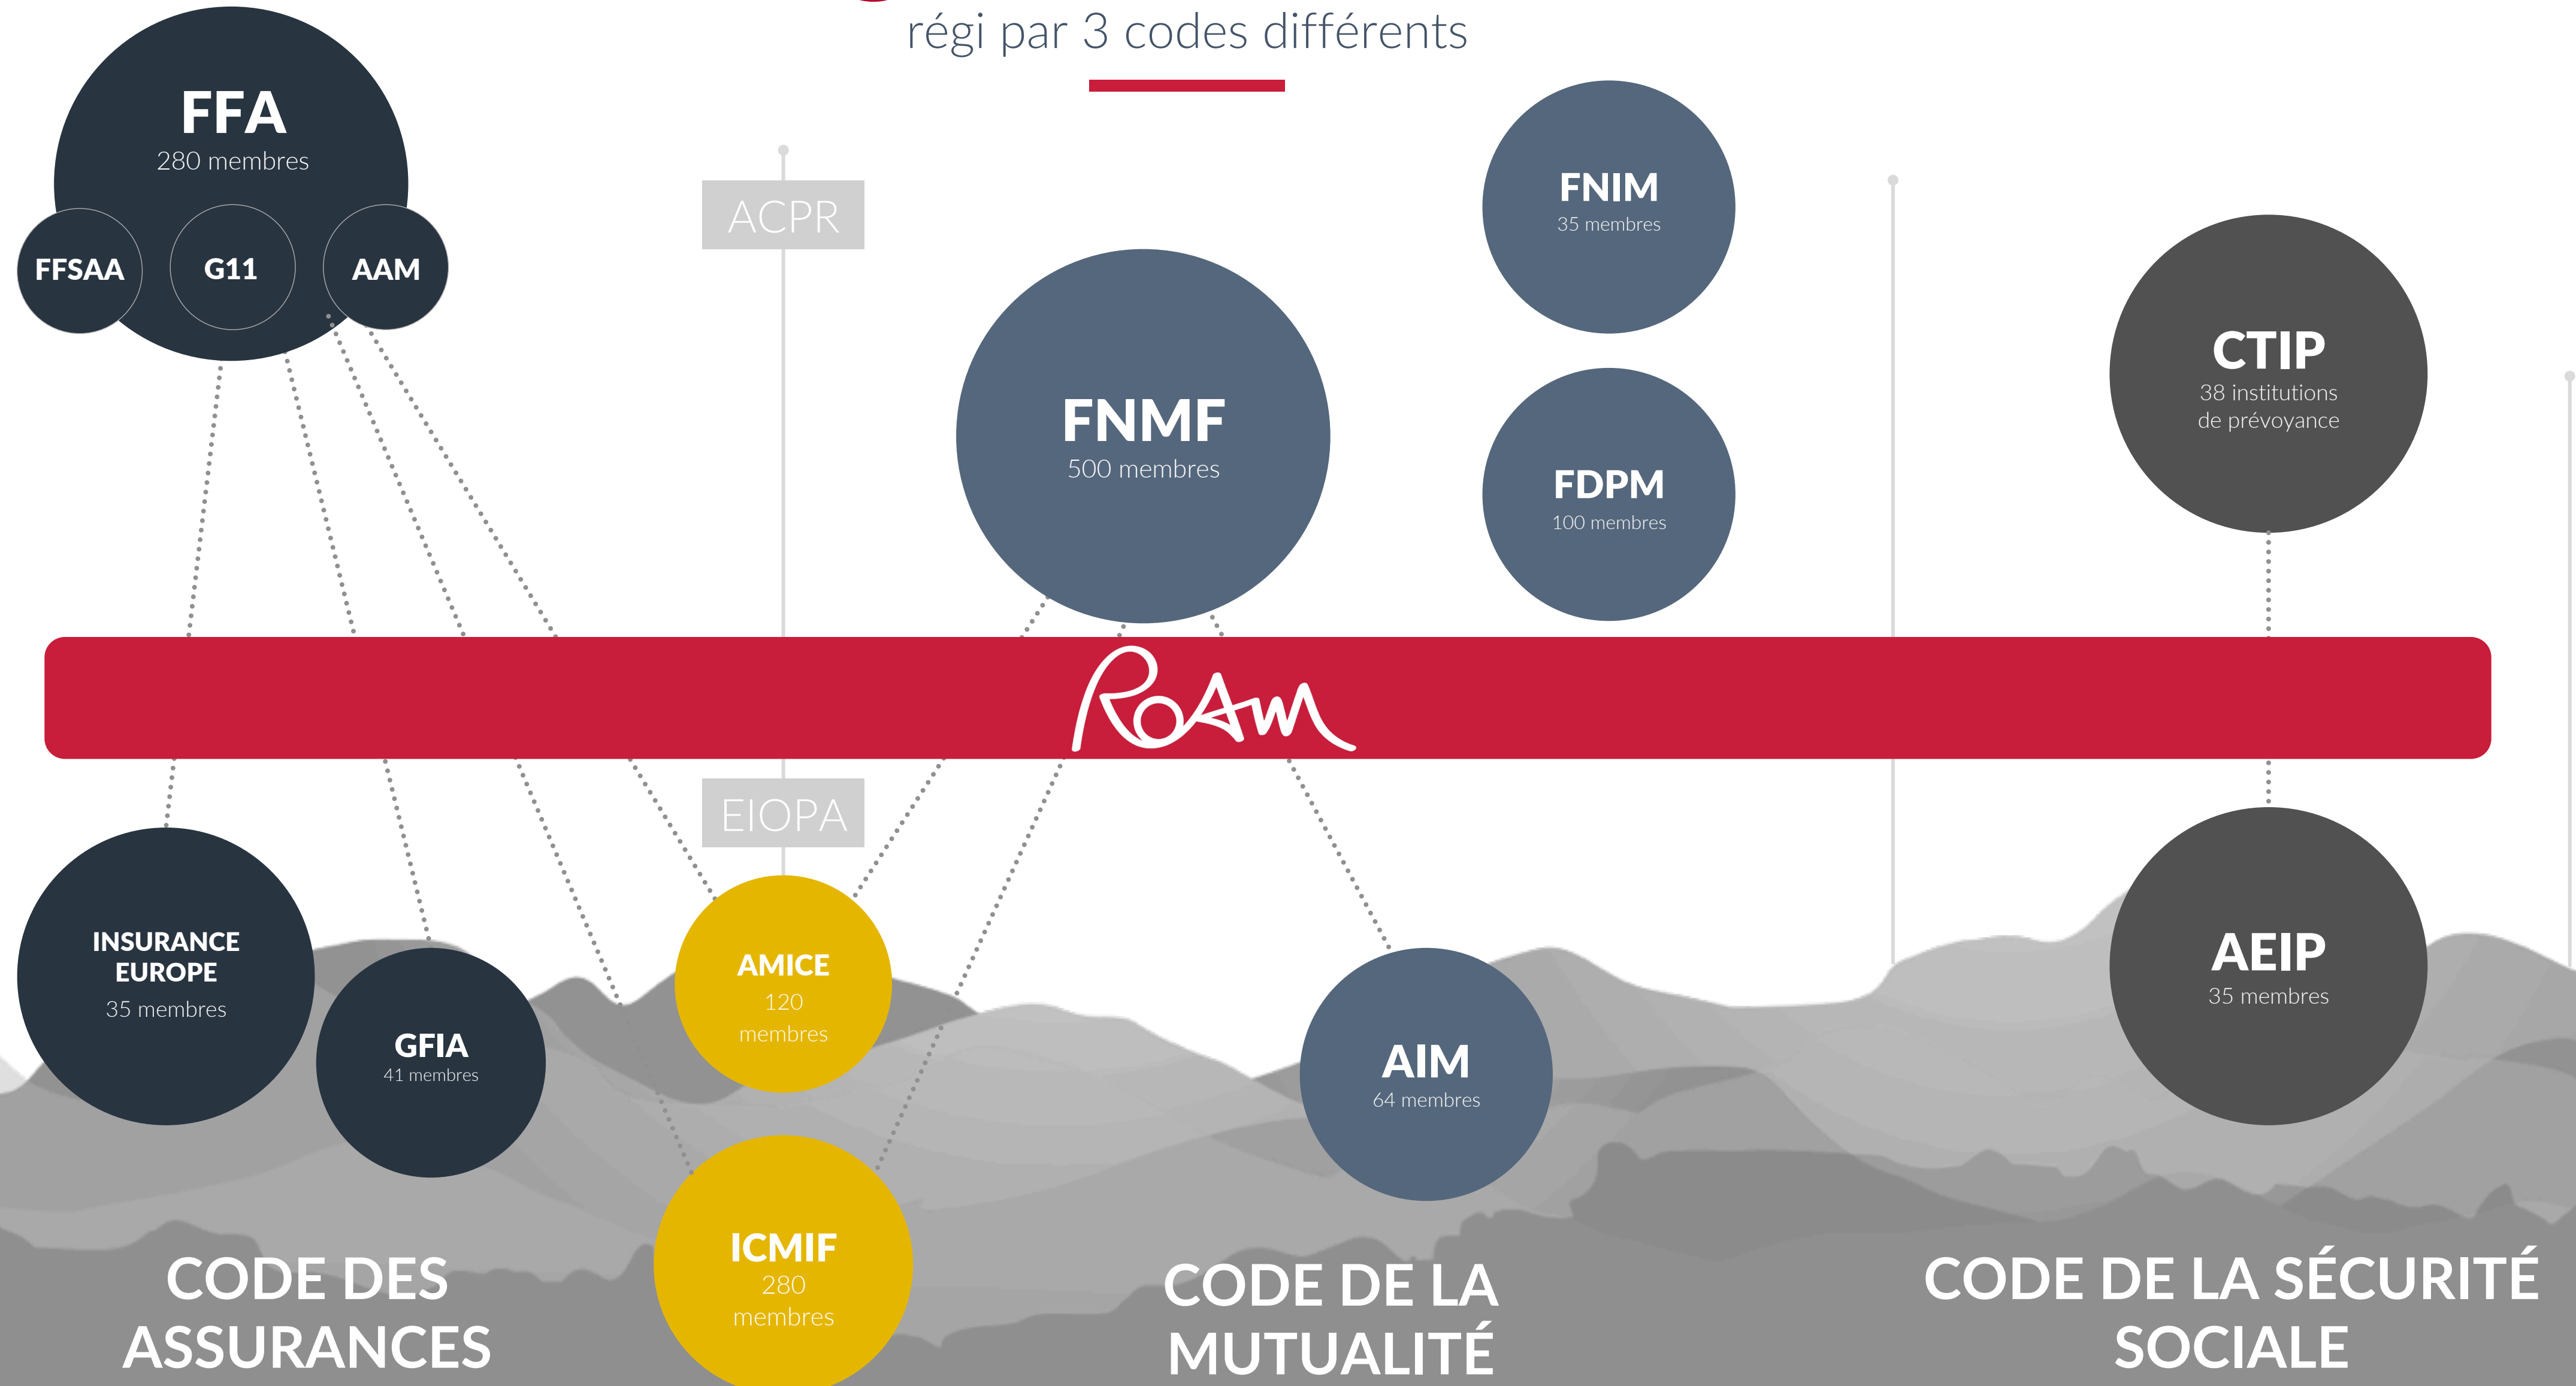 régi par 3 codes différents
FFA
280 membres
FFSAA
G11
AAM
ACPR
FNMF
500 membres
FNIM
35 membres
FDPM
100 membres
CTIP
38 institutions
de prévoyance
ROAM
EIOPA
INSURANCE
EUROPE
35 membres
GFIA
41 membres
AMICE
120
membres
ICMIF
280
membres
AIM
64 membres
AEIP
35 membres
CODE DES
ASSURANCES
CODE DE LA
MUTUALITÉ
CODE DE LA SÉCURITÉ
SOCIALE